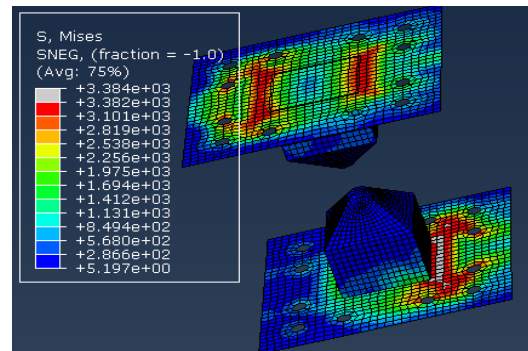 S, Mises
SNEG, (fraction = -1.0)
(Avg: 75%)
+3.384e+03
+3.382e+03
+3.101e+03
+2.819e+03
+2.538e+03
+2.256e+03
+1.975e+03
+1.694e+03
+1.412e+03
+1.131e+03
+8.494e+02
+5.680e+02
+2.866e+02
+5.197e+00